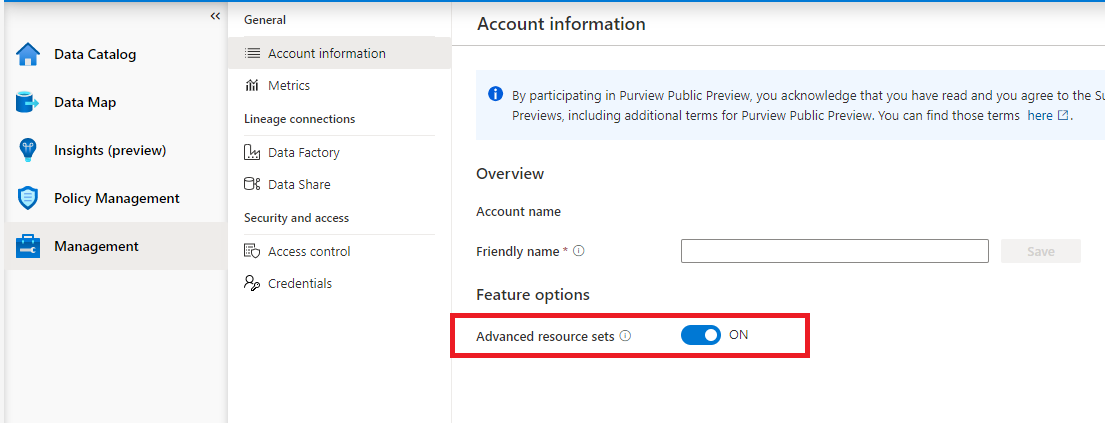 «
Data Catalog
Data Map
Insights (preview)
Policy Management
Management
General
Account information
Metrics
Lineage connections
Data Factory
Data Share
Security and access
Access control
Credentials
Account information
By participating in Purview Public Preview, you acknowledge that you have read and you agree to the Su
Previews, including additional terms for Purview Public Preview. You can find those terms here.
Overview
Account name
Friendly name *
Save
Feature options
Advanced resource sets
ON